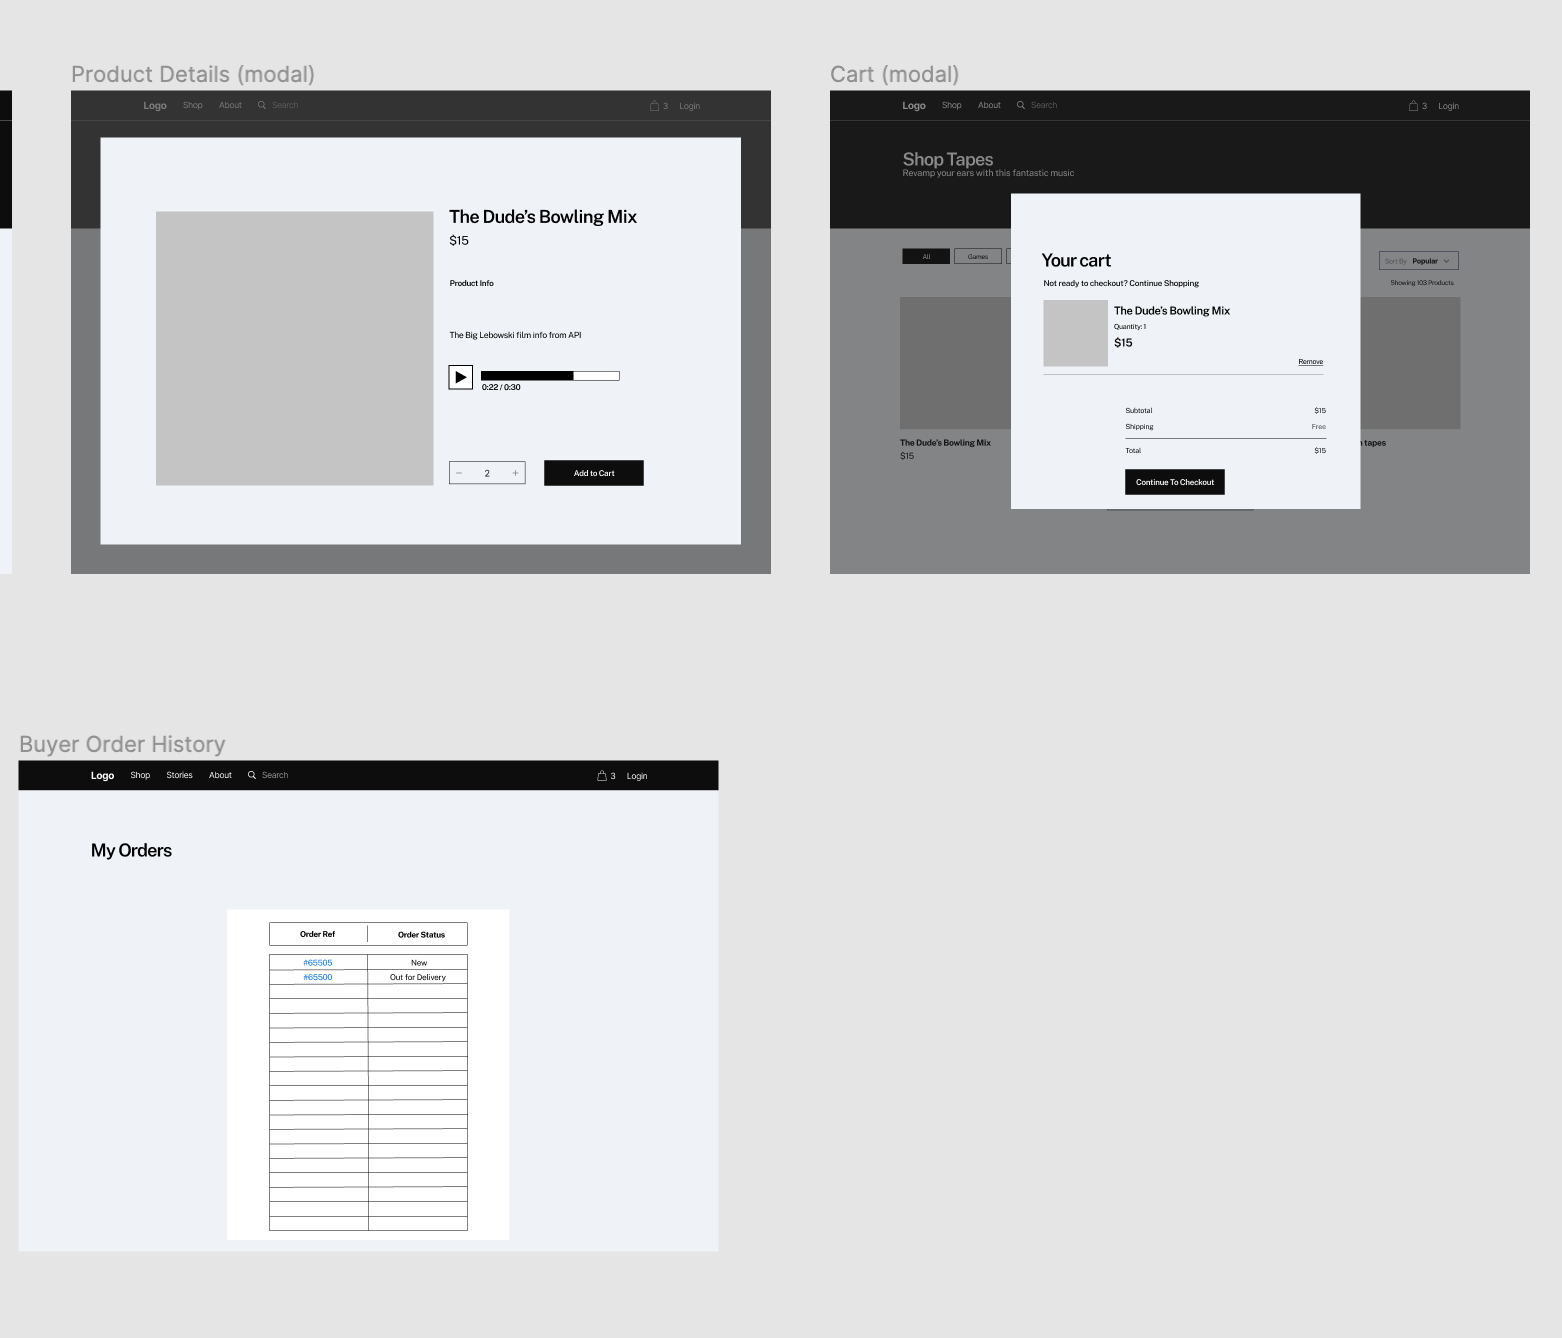 Product Details (modal)
Logo Shop About Search 3 Login
The Dude's Bowling Mix
$15
Product Info
The Big Lebowski film info from API
0:22 / 0:30
− 2 +
Add to Cart
Cart (modal)
Logo Shop About Search 3 Login
Shop Tapes
Revamp your ears with this fantastic music
All Games
Sort By Popular
Showing 103 Products
The Dude's Bowling Mix
$15
tapes
Your cart
Not ready to checkout? Continue Shopping
The Dude's Bowling Mix
Quantity: 1
$15
Remove
Subtotal $15
Shipping Free
Total $15
Continue To Checkout
Buyer Order History
Logo Shop Stories About Search 3 Login
My Orders
Order Ref Order Status
#65505 New
#65500 Out for Delivery